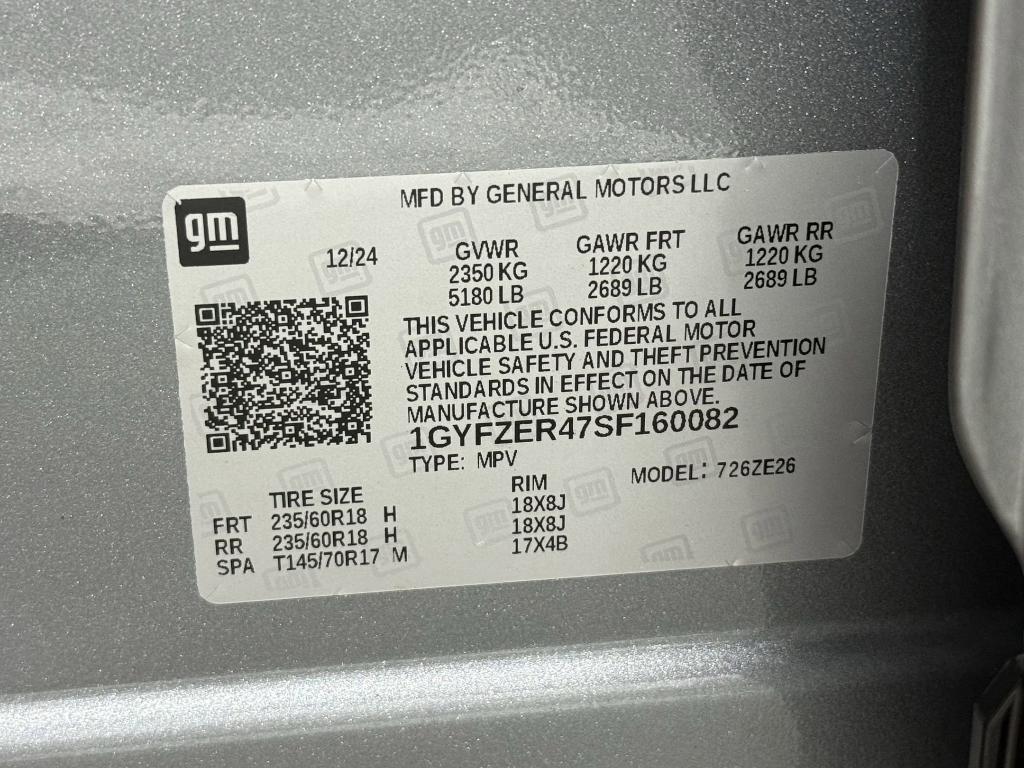 MFD BY GENERAL MOTORS LLC
gm
12/24
GVWR GAWR FRT GAWR RR
2350 KG 1220 KG 1220 KG
5180 LB 2689 LB 2689 LB
THIS VEHICLE CONFORMS TO ALL
APPLICABLE U.S. FEDERAL MOTOR
VEHICLE SAFETY AND THEFT PREVENTION
STANDARDS IN EFFECT ON THE DATE OF
MANUFACTURE SHOWN ABOVE.
1GYFZER47SF160082
TYPE: MPV MODEL: 726ZE26
TIRE SIZE RIM
FRT 235/60R18 H 18X8J
RR 235/60R18 H 18X8J
SPA T145/70R17 M 17X4B